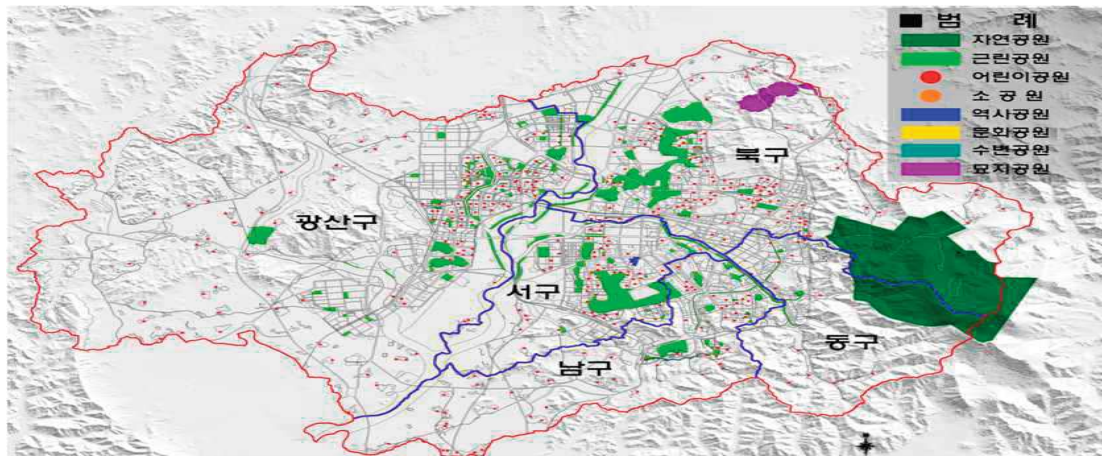 ■ 범 례
자연공원
근린공원
어린이공원
소 공 원
역사공원
문화공원
수변공원
묘지공원
북구
광산구
서구
동구
남구